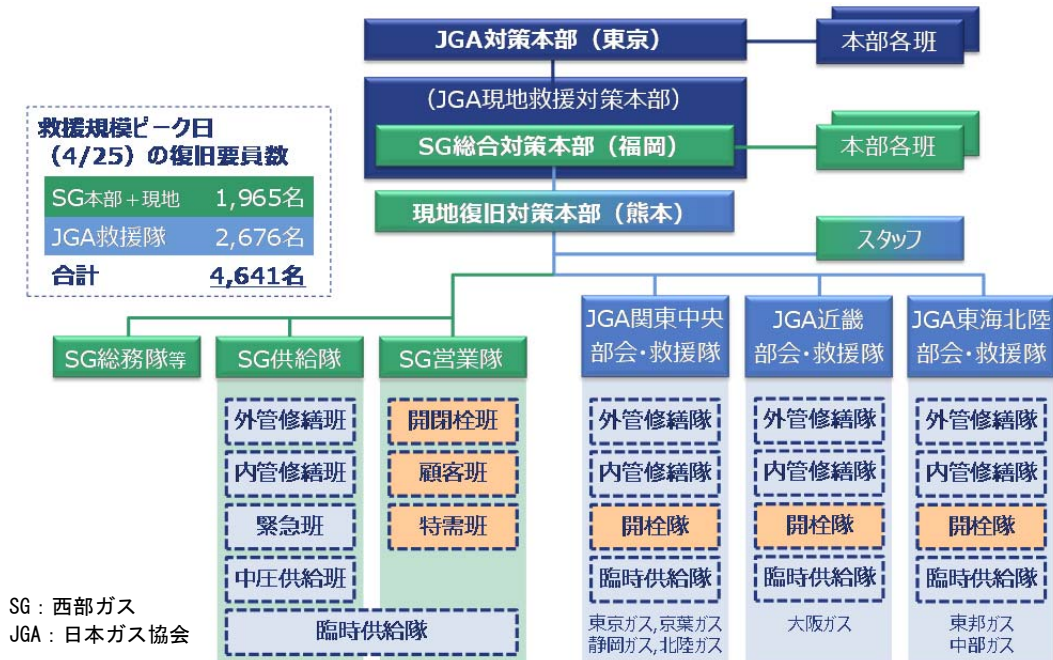 JGA対策本部（東京）
本部各班
（JGA現地救援対策本部）
SG総合対策本部（福岡）
本部各班
現地復旧対策本部（熊本）
スタッフ
救援規模ピーク日
（4/25）の復旧要員数
SG本部＋現地 1,965名
JGA救援隊 2,676名
合計 4,641名
SG総務隊等
SG供給隊
SG営業隊
JGA関東中央
部会・救援隊
JGA近畿
部会・救援隊
JGA東海北陸
部会・救援隊
外管修繕班
内管修繕班
緊急班
中圧供給班
開閉栓班
顧客班
特需班
臨時供給隊
外管修繕隊
内管修繕隊
開栓隊
臨時供給隊
東京ガス,京葉ガス
静岡ガス,北陸ガス
外管修繕隊
内管修繕隊
開栓隊
臨時供給隊
大阪ガス
外管修繕隊
内管修繕隊
開栓隊
臨時供給隊
東邦ガス
中部ガス
SG：西部ガス
JGA：日本ガス協会